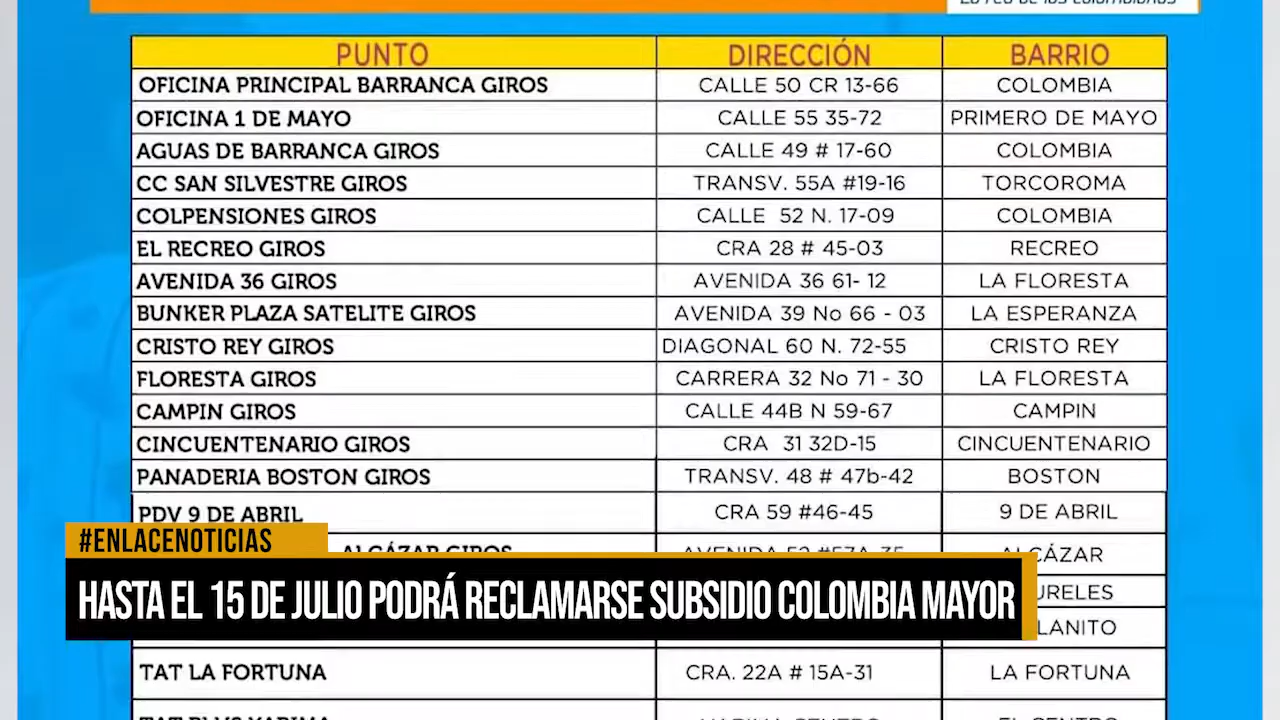 PUNTO DIRECCIÓN BARRIO
OFICINA PRINCIPAL BARRANCA GIROS CALLE 50 CR 13-66 COLOMBIA
OFICINA 1 DE MAYO CALLE 55 35-72 PRIMERO DE MAYO
AGUAS DE BARRANCA GIROS CALLE 49 # 17-60 COLOMBIA
CC SAN SILVESTRE GIROS TRANSV. 55A #19-16 TORCOROMA
COLPENSIONES GIROS CALLE 52 N. 17-09 COLOMBIA
EL RECREO GIROS CRA 28 # 45-03 RECREO
AVENIDA 36 GIROS AVENIDA 36 61- 12 LA FLORESTA
BUNKER PLAZA SATELITE GIROS AVENIDA 39 No 66 - 03 LA ESPERANZA
CRISTO REY GIROS DIAGONAL 60 N. 72-55 CRISTO REY
FLORESTA GIROS CARRERA 32 No 71 - 30 LA FLORESTA
CAMPIN GIROS CALLE 44B N 59-67 CAMPIN
CINCUENTENARIO GIROS CRA 31 32D-15 CINCUENTENARIO
PANADERIA BOSTON GIROS TRANSV. 48 # 47b-42 BOSTON
PDV 9 DE ABRIL CRA 59 #46-45 9 DE ABRIL
#ENLACENOTICIAS
ALCÁZAR GIROS AVENIDA 52 #57A-35 ALCÁZAR
HASTA EL 15 DE JULIO PODRÁ RECLAMARSE SUBSIDIO COLOMBIA MAYOR
URELES
LANITO
TAT LA FORTUNA CRA. 22A # 15A-31 LA FORTUNA